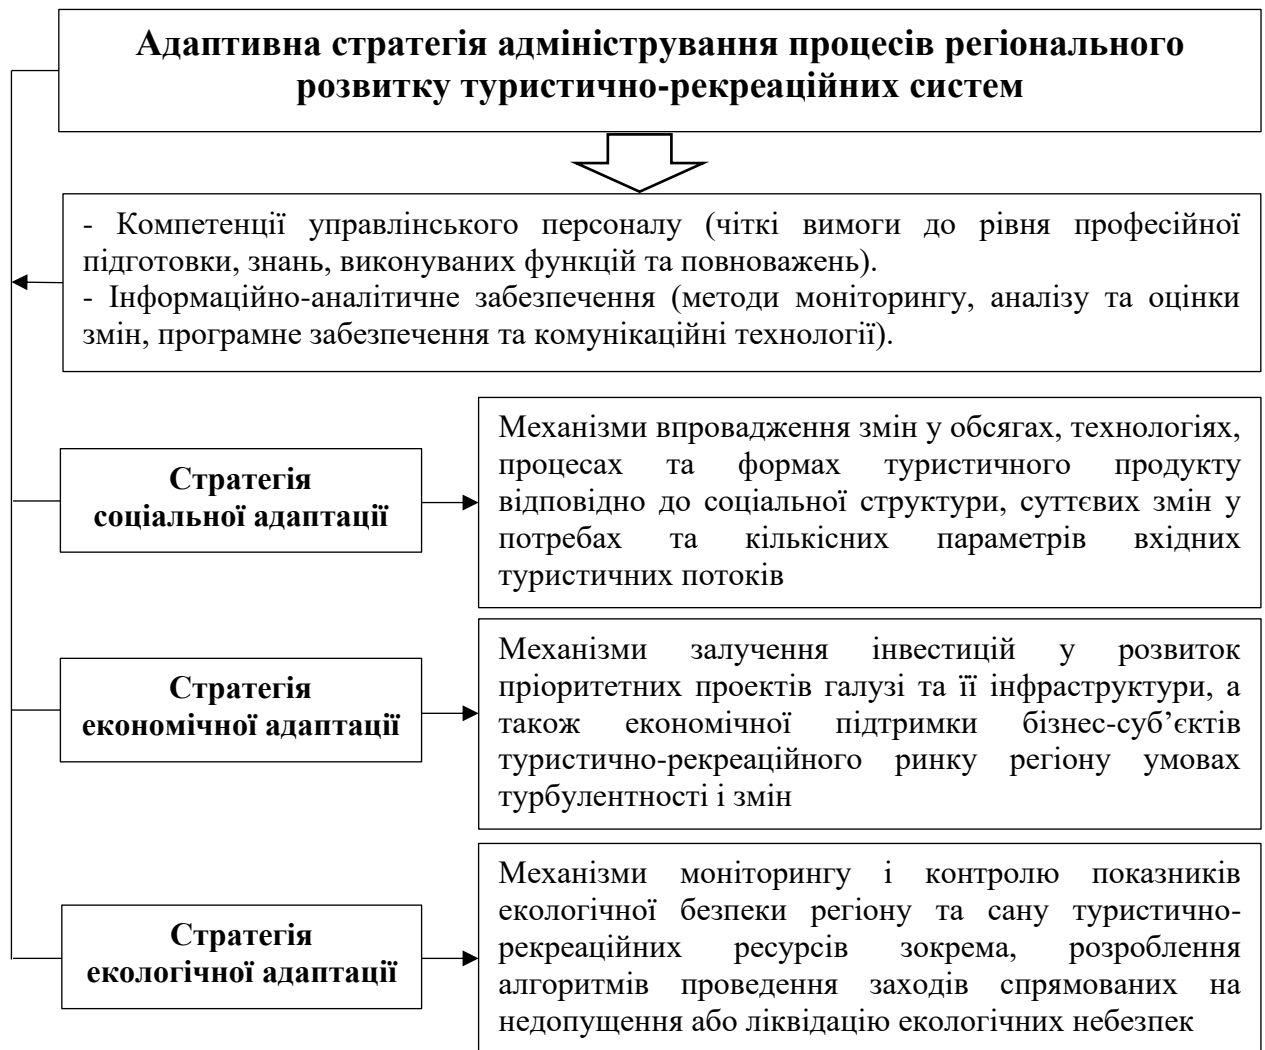 Адаптивна стратегія адміністрування процесів регіонального
розвитку туристично-рекреаційних систем
- Компетенції управлінського персоналу (чіткі вимоги до рівня професійної
підготовки, знань, виконуваних функцій та повноважень).
- Інформаційно-аналітичне забезпечення (методи моніторингу, аналізу та оцінки
змін, програмне забезпечення та комунікаційні технології).
Стратегія
соціальної адаптації
Механізми впровадження змін у обсягах, технологіях,
процесах та формах туристичного продукту
відповідно до соціальної структури, суттєвих змін у
потребах та кількісних параметрів вхідних
туристичних потоків
Стратегія
економічної адаптації
Механізми залучення інвестицій у розвиток
пріоритетних проектів галузі та її інфраструктури, а
також економічної підтримки бізнес-суб’єктів
туристично-рекреаційного ринку регіону умовах
турбулентності і змін
Стратегія
екологічної адаптації
Механізми моніторингу і контролю показників
екологічної безпеки регіону та сану туристично-
рекреаційних ресурсів зокрема, розроблення
алгоритмів проведення заходів спрямованих на
недопущення або ліквідацію екологічних небезпек